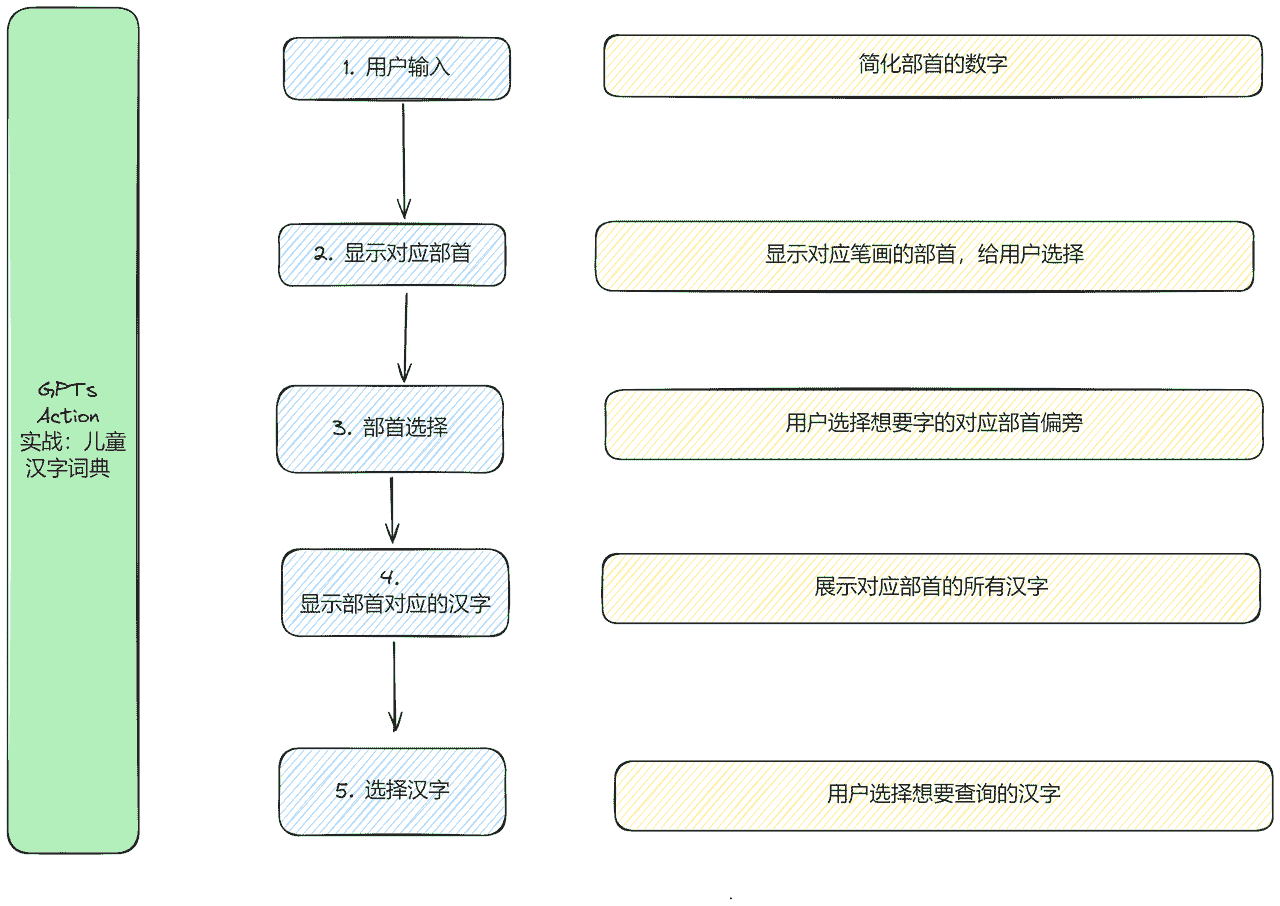 GPTs
Action
实战：儿童
汉字词典
1. 用户输入
简化部首的数字
2. 显示对应部首
显示对应笔画的部首，给用户选择
3. 部首选择
用户选择想要字的对应部首偏旁
4.
显示部首对应的汉字
展示对应部首的所有汉字
5. 选择汉字
用户选择想要查询的汉字